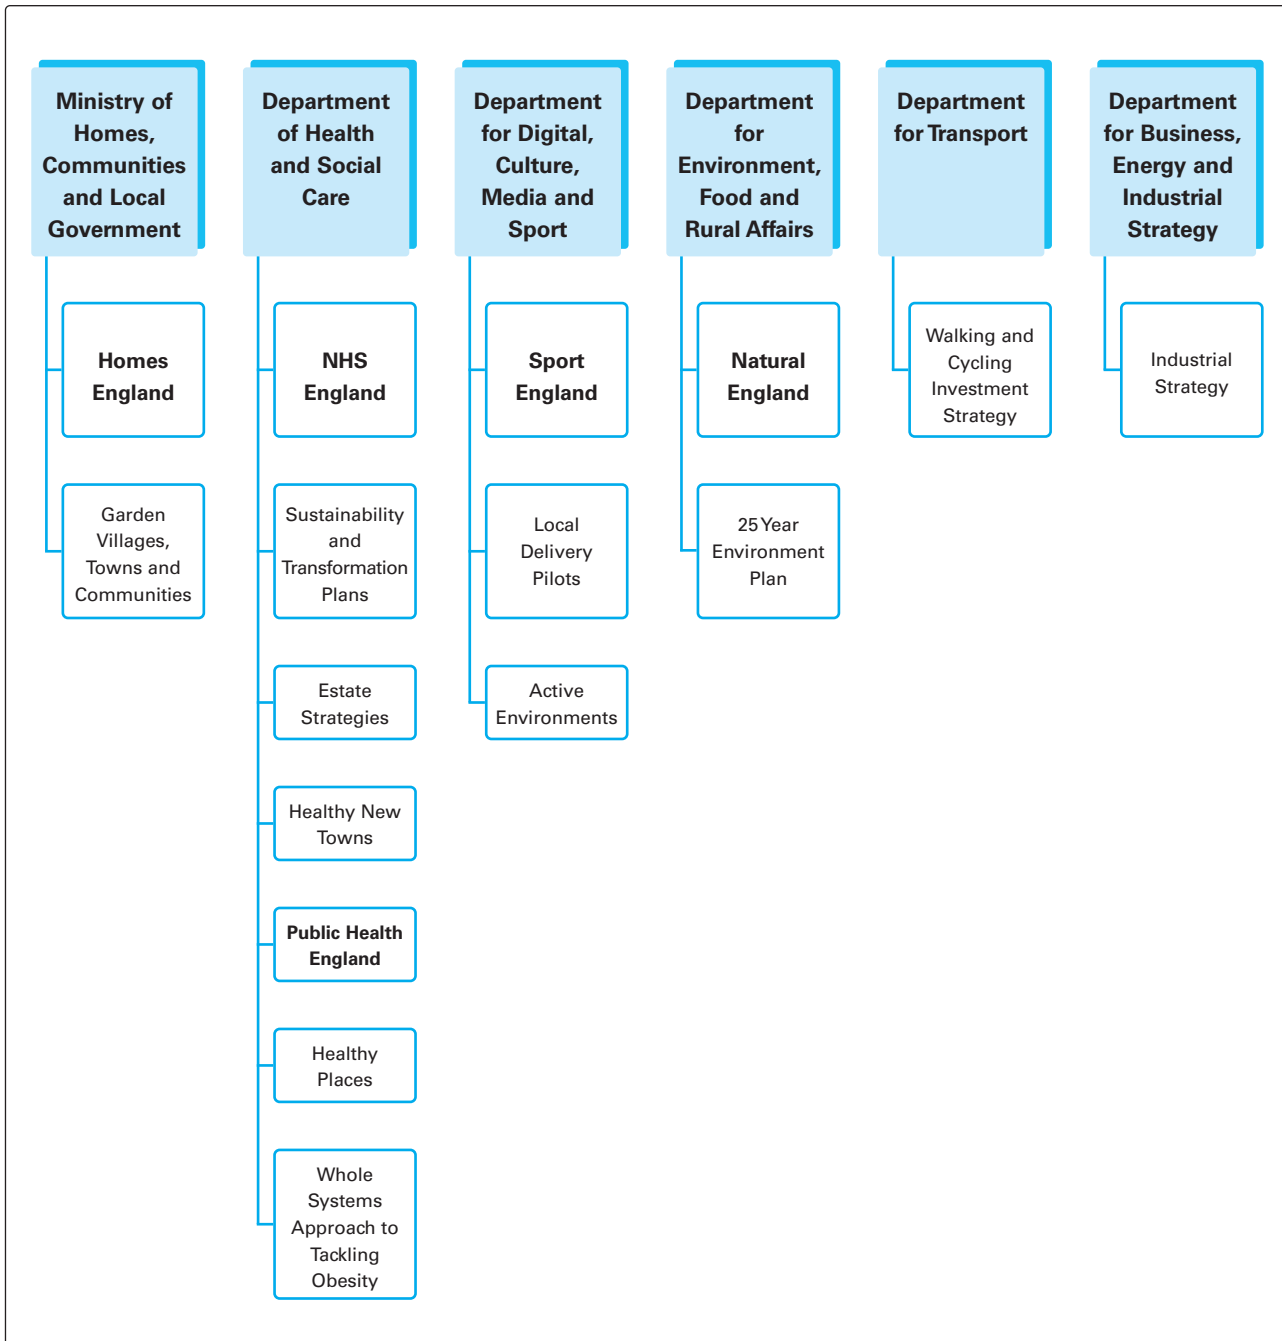 Ministry of
Homes,
Communities
and Local
Government
Homes
England
Garden
Villages,
Towns and
Communities
Department
of Health
and Social
Care
NHS
England
Sustainability
and
Transformation
Plans
Estate
Strategies
Healthy New
Towns
Public Health
England
Healthy
Places
Whole
Systems
Approach to
Tackling
Obesity
Department
for Digital,
Culture,
Media and
Sport
Sport
England
Local
Delivery
Pilots
Active
Environments
Department
for
Environment,
Food and
Rural Affairs
Natural
England
25 Year
Environment
Plan
Department
for Transport
Walking and
Cycling
Investment
Strategy
Department
for Business,
Energy and
Industrial
Strategy
Industrial
Strategy